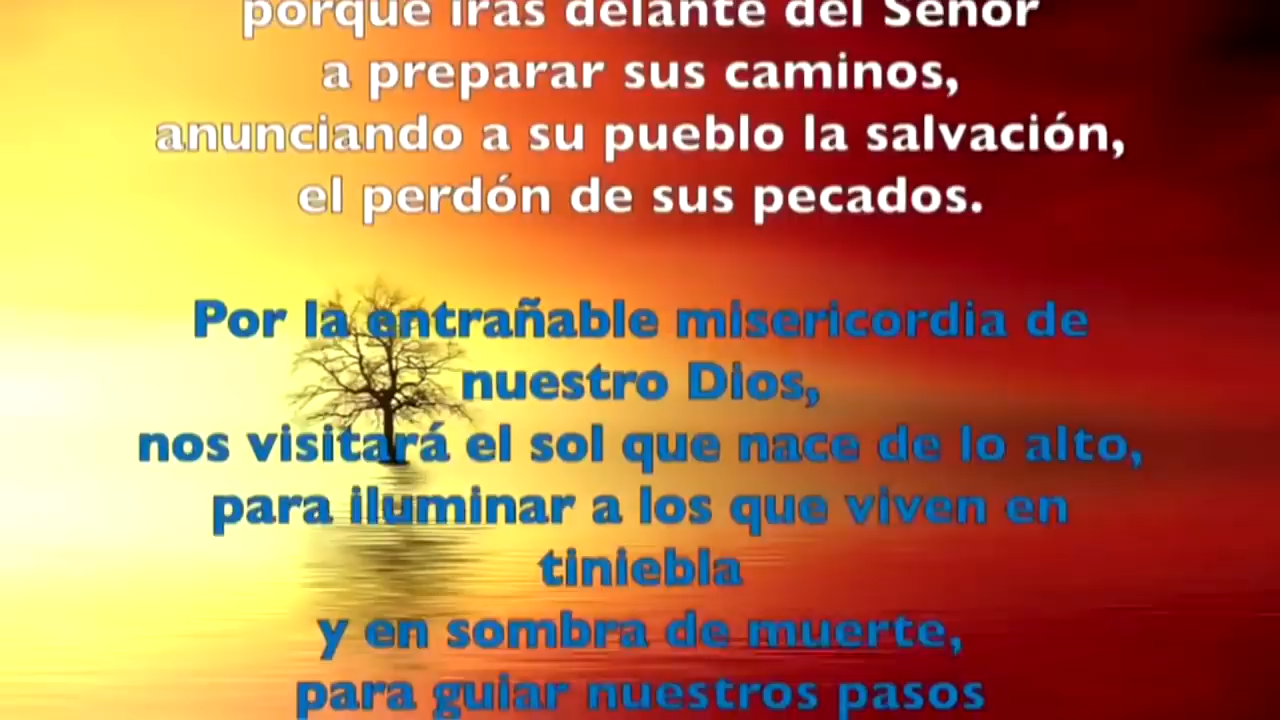 porque irás delante del Señor
a preparar sus caminos,
anunciando a su pueblo la salvación,
el perdón de sus pecados.
Por la entrañable misericordia de
nuestro Dios,
nos visitará el sol que nace de lo alto,
para iluminar a los que viven en
tiniebla
y en sombra de muerte,
para guiar nuestros pasos